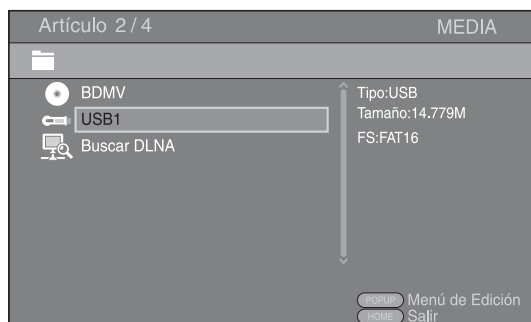 Artículo 2/4
MEDIA
BDMV
USB1
Buscar DLNA
Tipo:USB
Tamaño:14.779M
FS:FAT16
POPUP Menú de Edición
HOME Salir